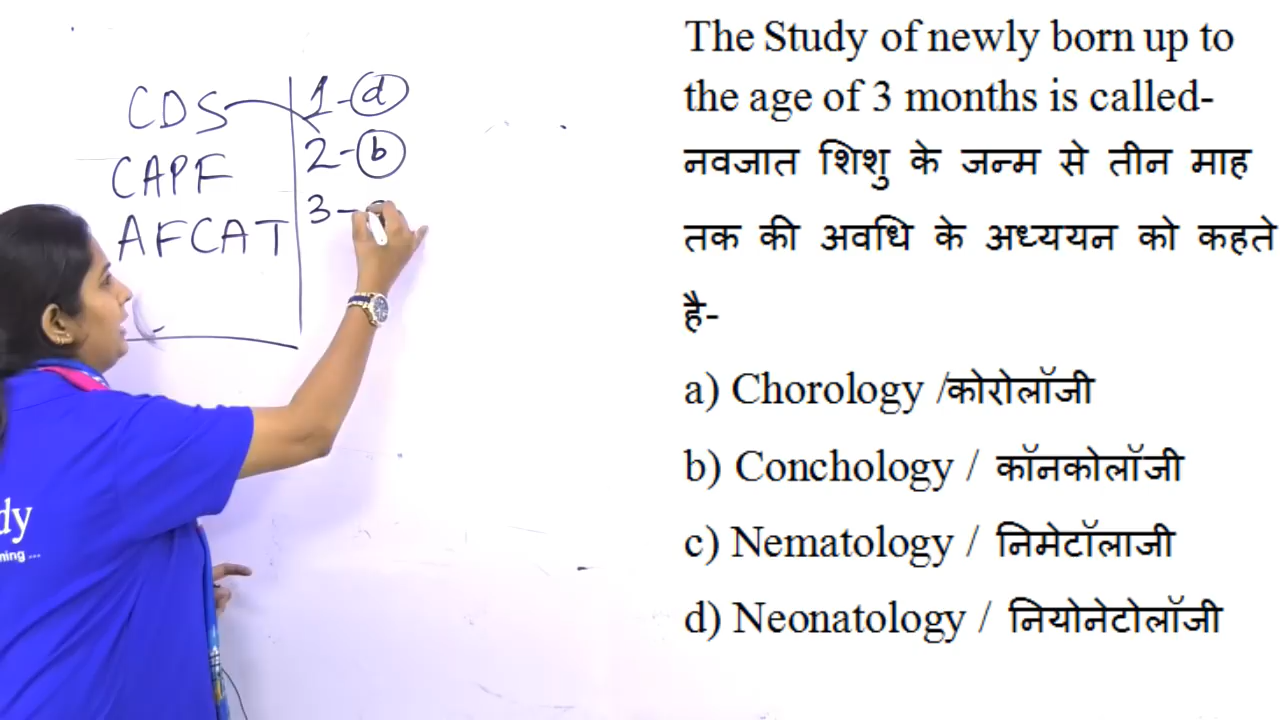 CDS
CAPF
AFCAT
1-d
2-b
3-
dy
ning ...
The Study of newly born up to
the age of 3 months is called-
नवजात शिशु के जन्म से तीन माह
तक की अवधि के अध्ययन को कहते
है-
a) Chorology /कोरोलॉजी
b) Conchology / कॉनकोलॉजी
c) Nematology / निमेटॉलाजी
d) Neonatology / नियोनेटोलॉजी